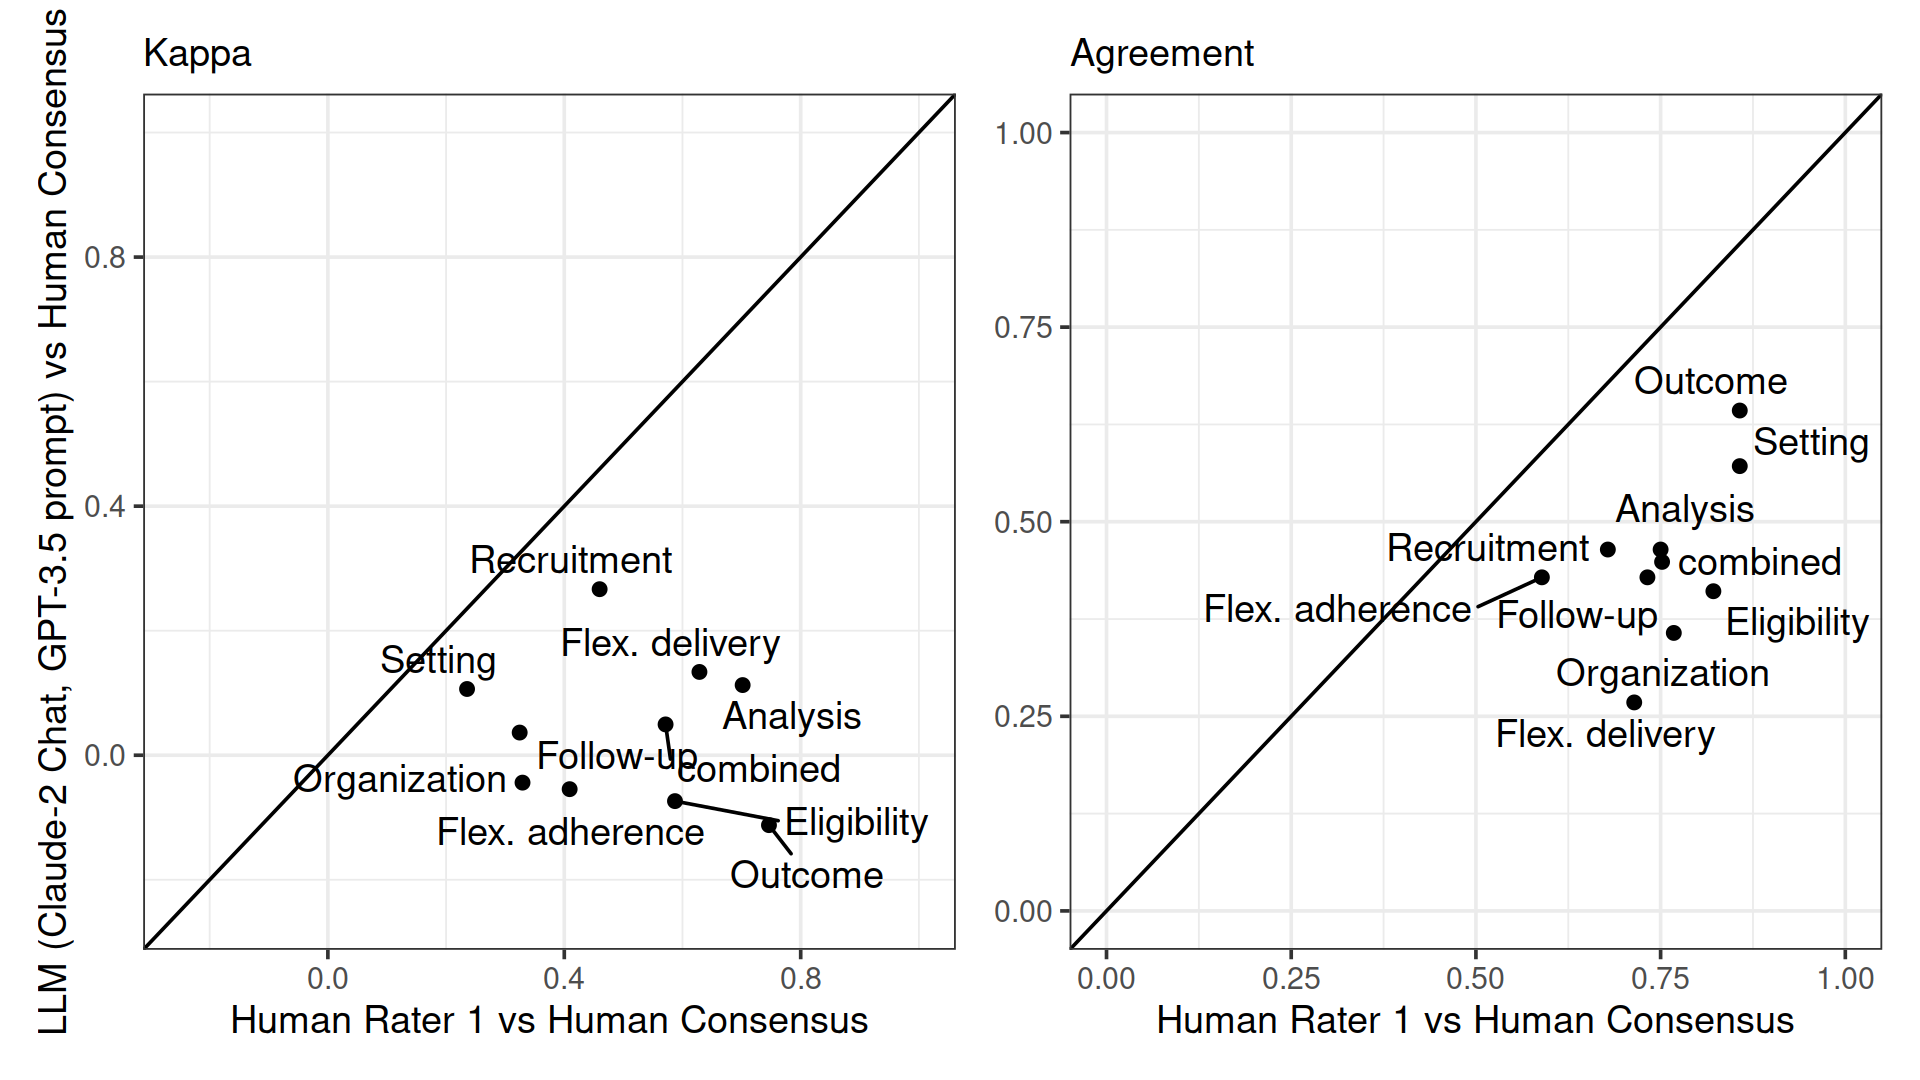 LLM (Claude-2 Chat, GPT-3.5 prompt) vs Human Consensus
Kappa
0.8
0.4
0.0
Recruitment
Flex. delivery
Setting
Analysis
Follow-up
combined
Organization
Eligibility
Flex. adherence
Outcome
0.0 0.4 0.8
Human Rater 1 vs Human Consensus
Agreement
1.00
0.75
0.50
0.25
0.00
Outcome
Setting
Analysis
Recruitment
combined
Flex. adherence
Follow-up
Eligibility
Organization
Flex. delivery
0.00 0.25 0.50 0.75 1.00
Human Rater 1 vs Human Consensus